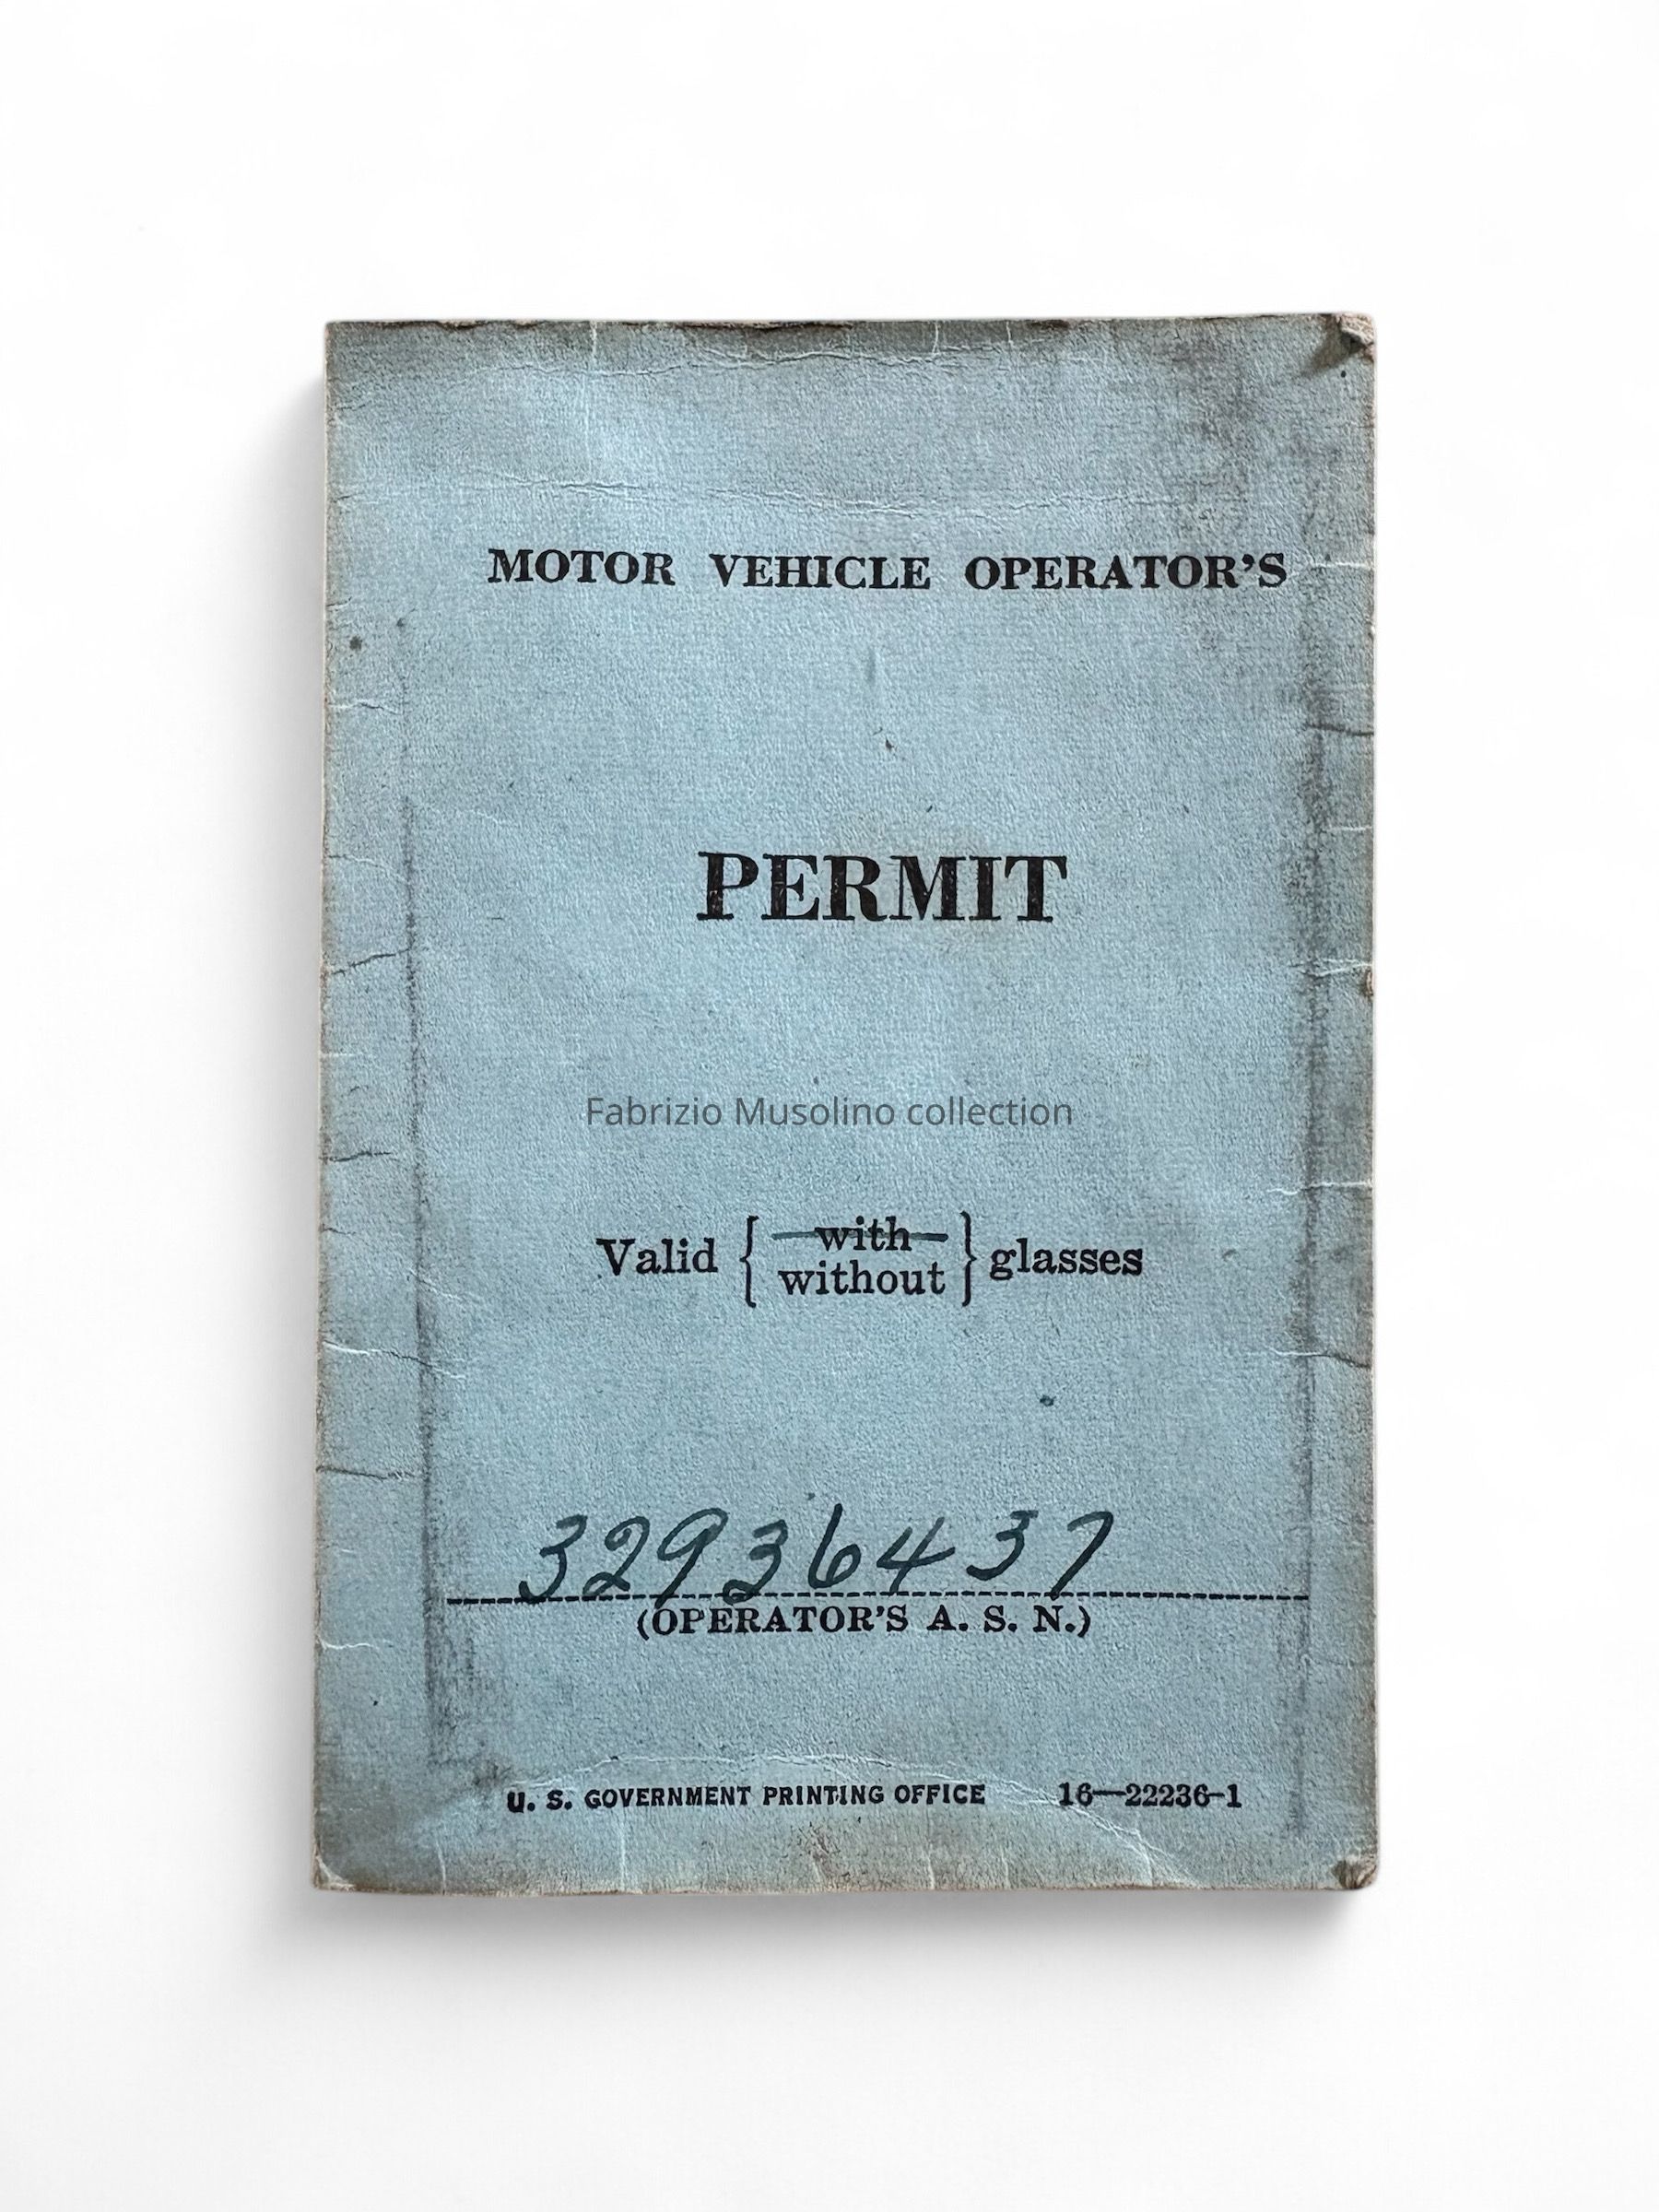 MOTOR VEHICLE OPERATOR'S
PERMIT
Fabrizio Musolino collection
Valid { with without } glasses
32936437
(OPERATOR'S A. S. N.)
U. S. GOVERNMENT PRINTING OFFICE 16—22236-1